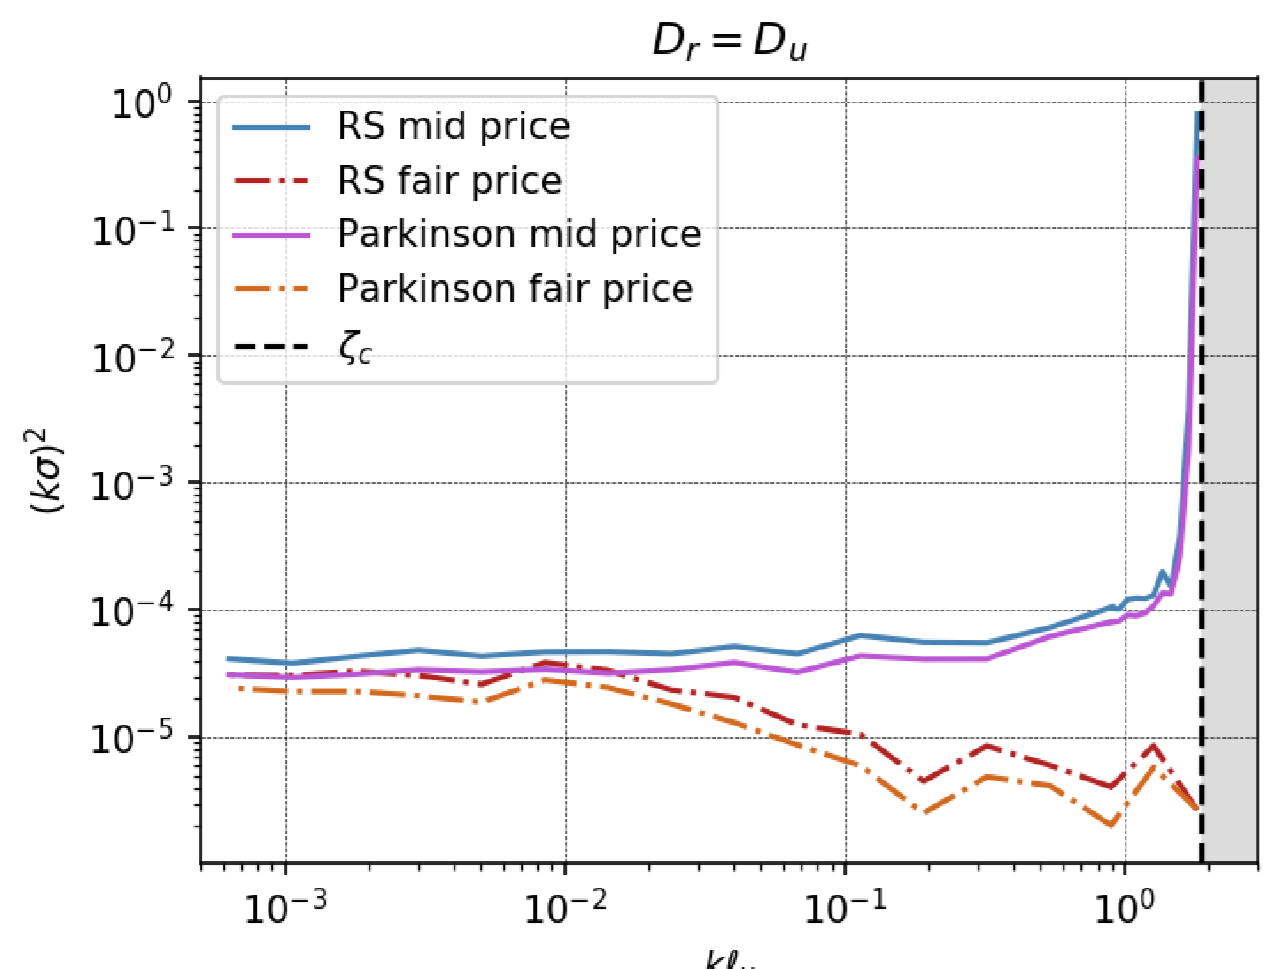 D_r = D_u
10^0
10^{-1}
10^{-2}
10^{-3}
10^{-4}
10^{-5}
(kσ)^2
RS mid price
RS fair price
Parkinson mid price
Parkinson fair price
ζ_c
10^{-3}
10^{-2}
10^{-1}
10^0